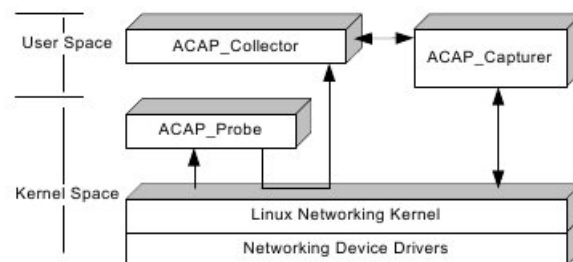 User Space
ACAP_Collector
ACAP_Capturer
ACAP_Probe
Kernel Space
Linux Networking Kernel
Networking Device Drivers